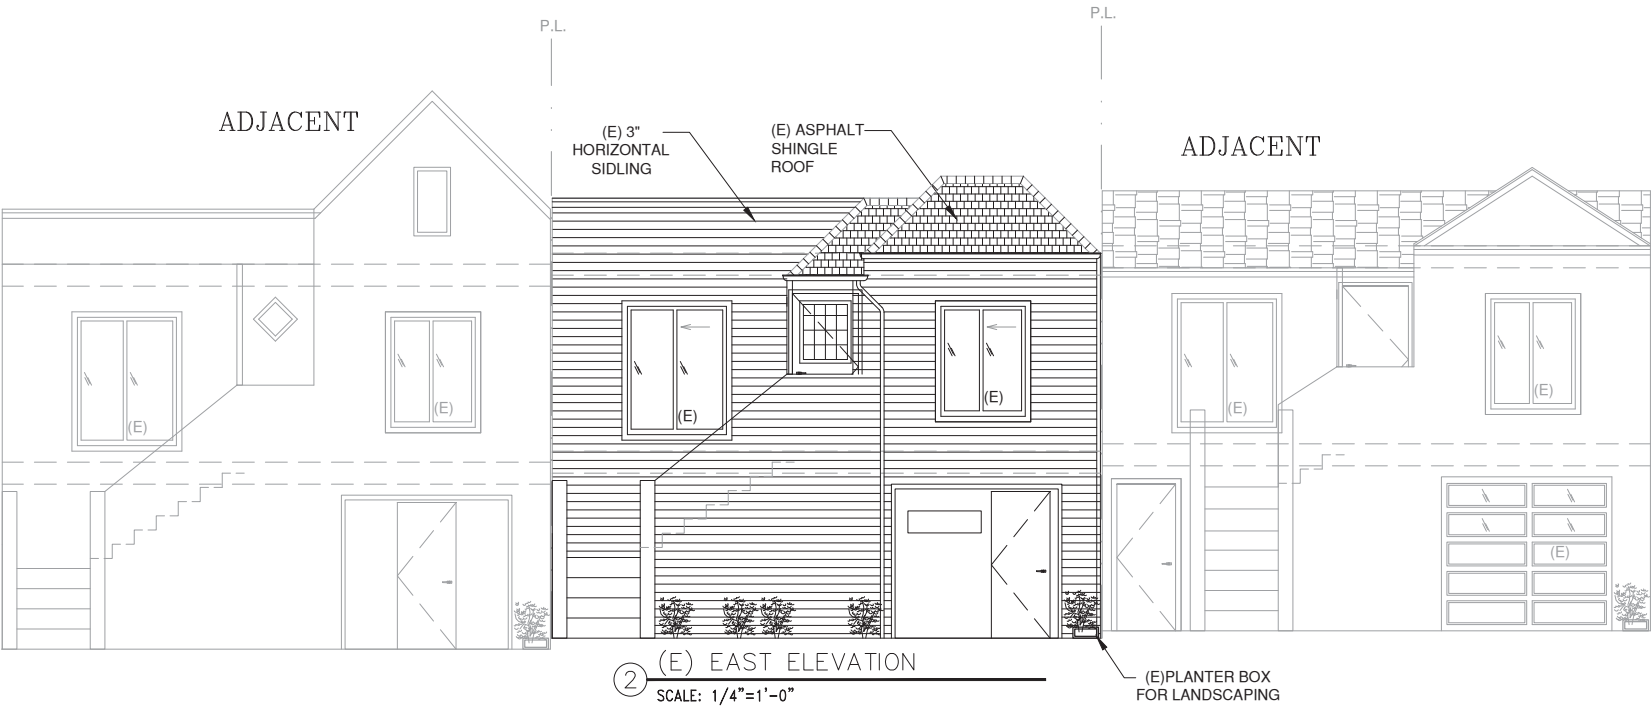 P.L.
P.L.
ADJACENT
(E) 3"
HORIZONTAL
SIDLING
(E) ASPHALT
SHINGLE
ROOF
ADJACENT
(E)
(E)
(E)
(E)
(E)
(E)
(E)
2
(E) EAST ELEVATION
SCALE: 1/4"=1'-0"
(E)PLANTER BOX
FOR LANDSCAPING